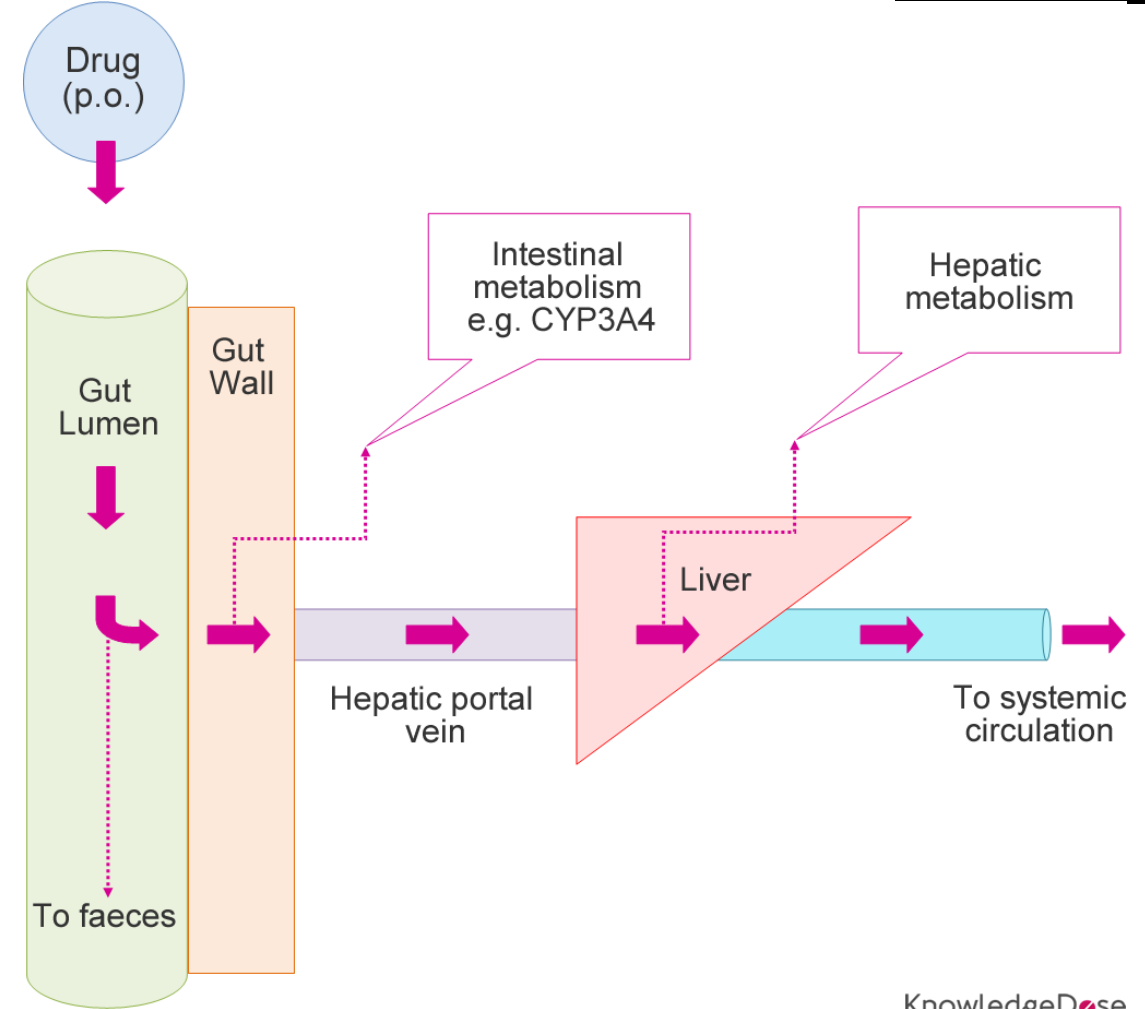 Drug
(p.o.)
Intestinal
metabolism
e.g. CYP3A4
Hepatic
metabolism
Gut
Wall
Gut
Lumen
Liver
Hepatic portal
vein
To systemic
circulation
To faeces
KnowledgeDose